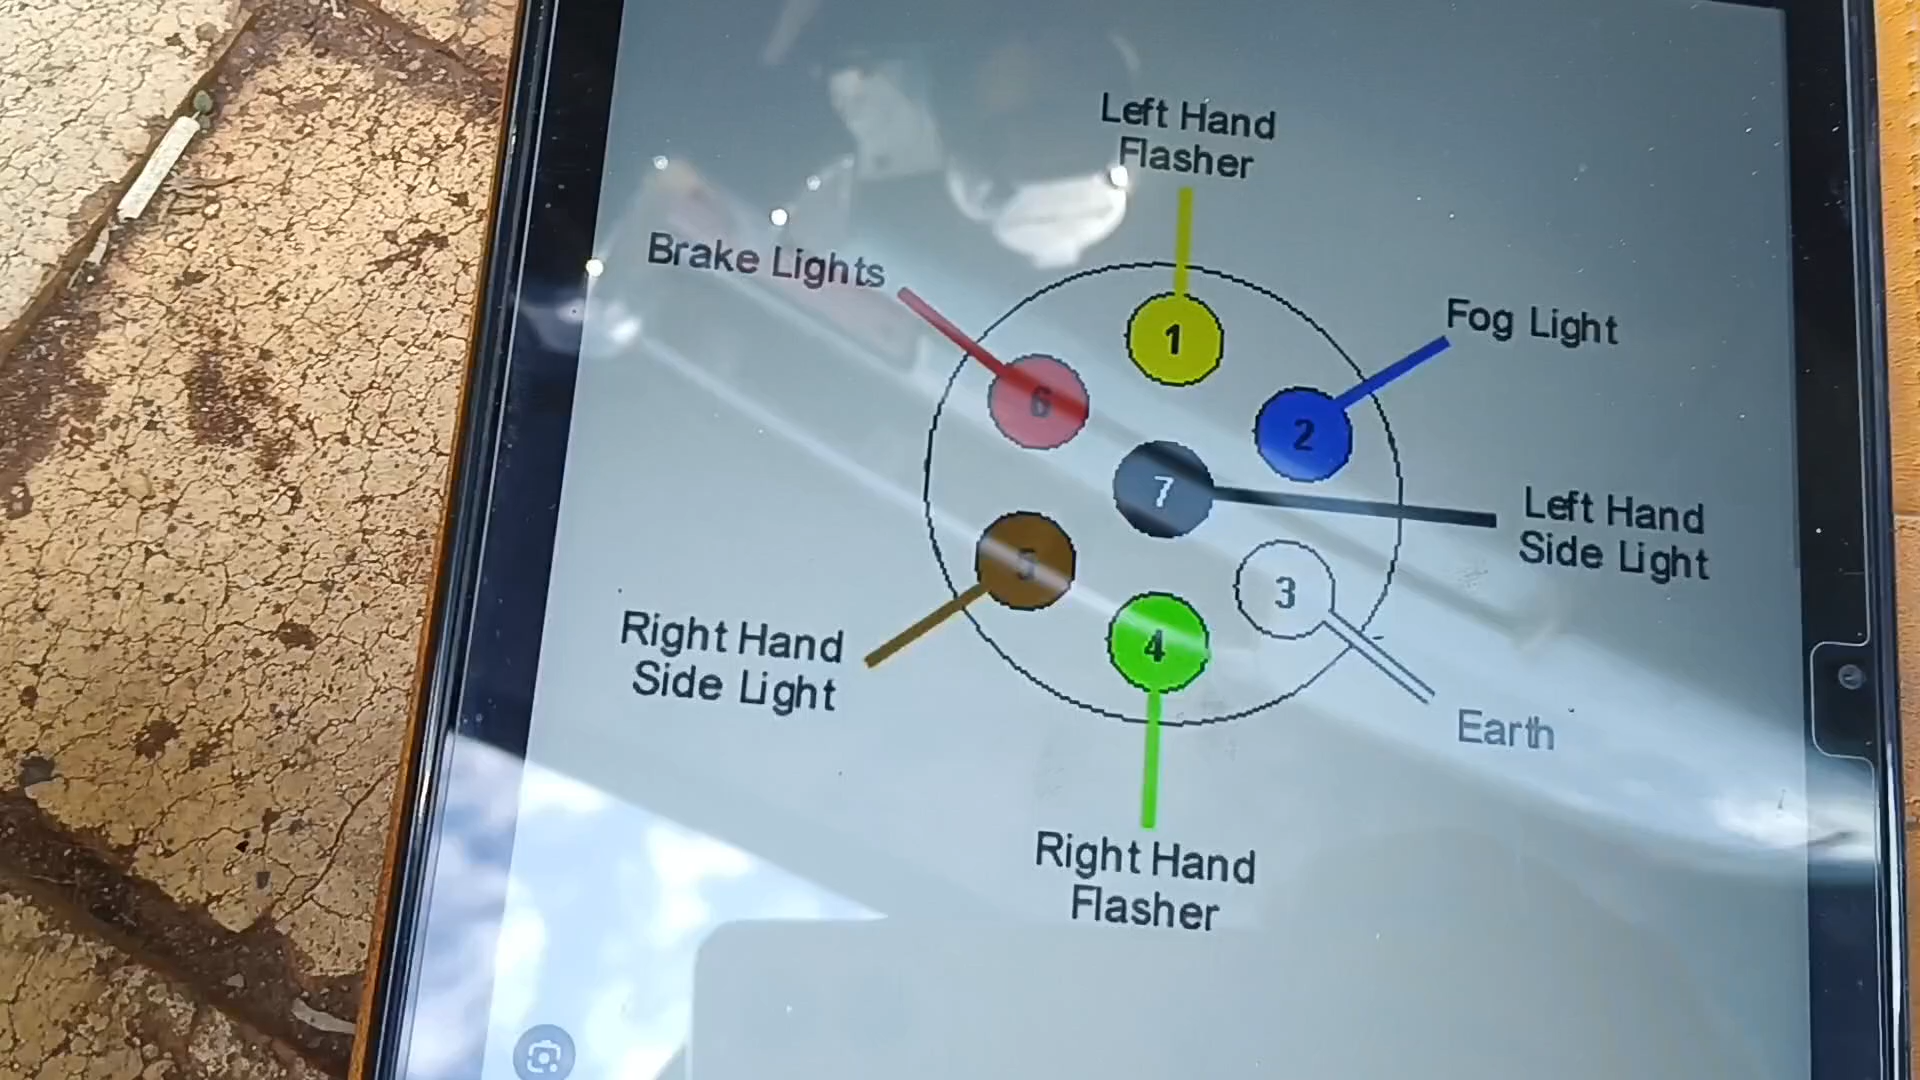 Left Hand
Flasher
Brake Lights
Fog Light
1
6
2
7
Left Hand
Side Light
5
3
4
Right Hand
Side Light
Earth
Right Hand
Flasher